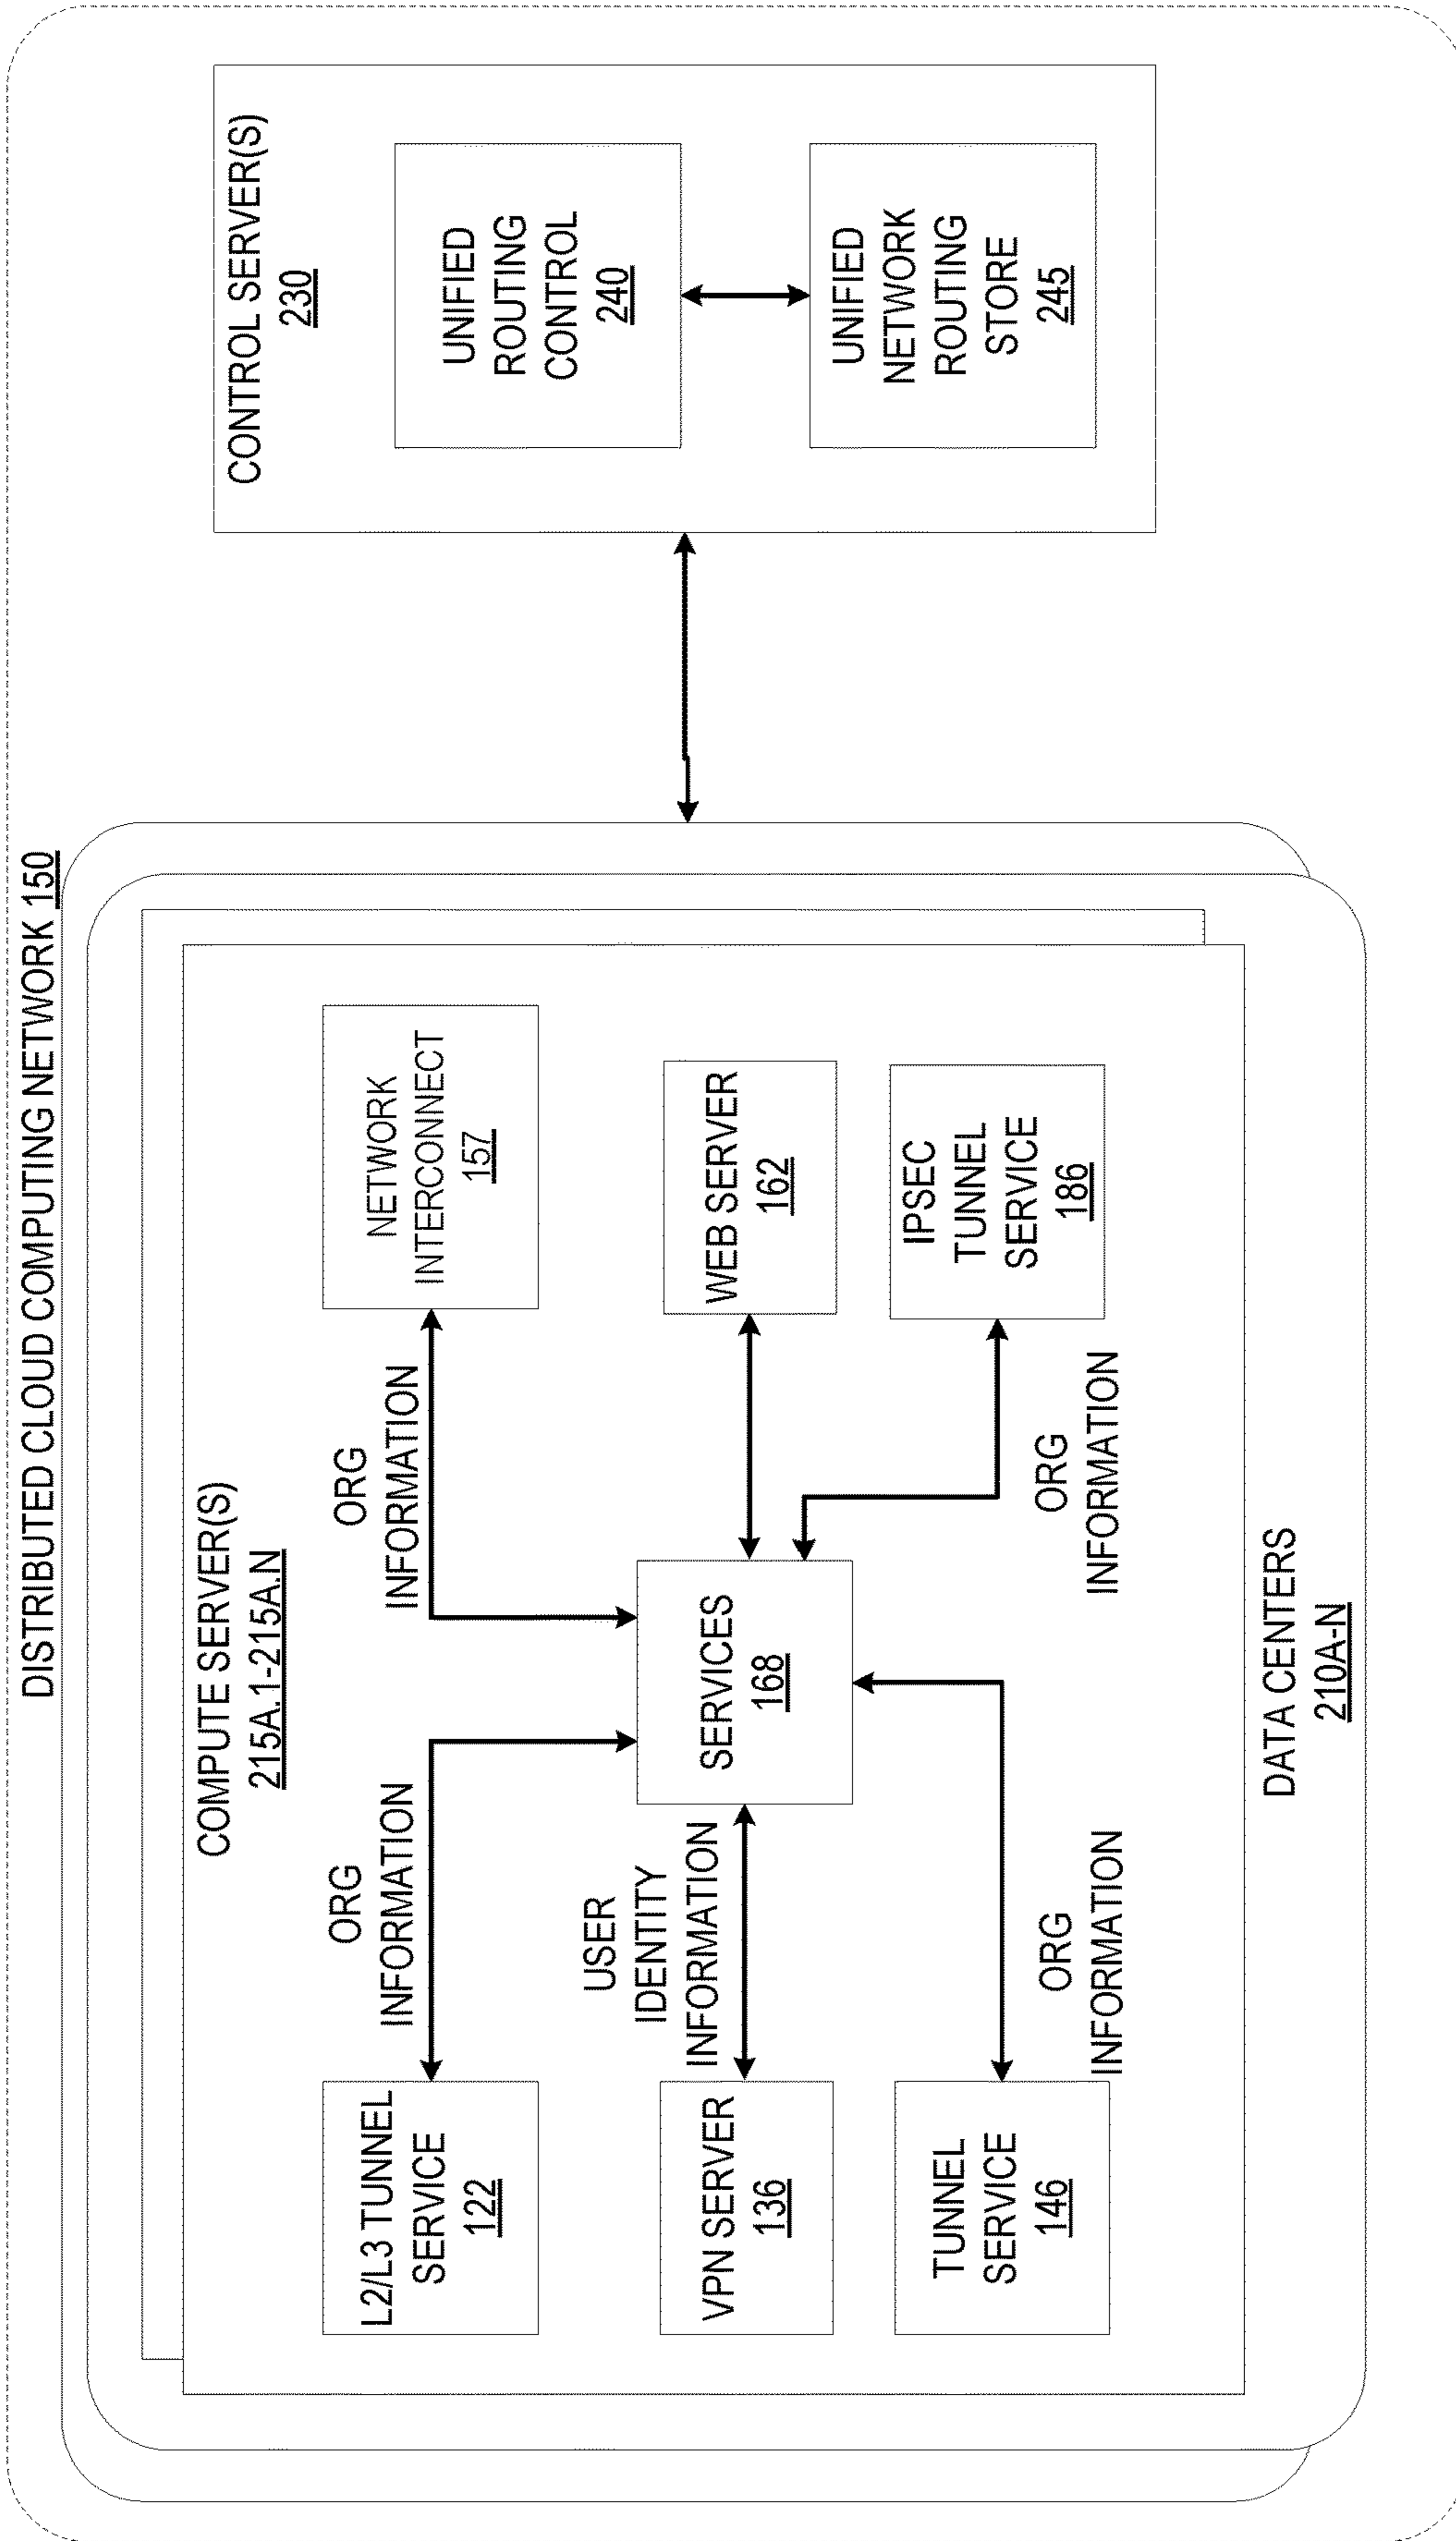 DISTRIBUTED CLOUD COMPUTING NETWORK 150
COMPUTE SERVER(S)
215A.1-215A.N
L2/L3 TUNNEL
SERVICE
122
ORG
INFORMATION
ORG
INFORMATION
NETWORK
INTERCONNECT
157
VPN SERVER
136
USER
IDENTITY
INFORMATION
SERVICES
168
WEB SERVER
162
TUNNEL
SERVICE
146
ORG
INFORMATION
ORG
INFORMATION
IPSEC
TUNNEL
SERVICE
186
DATA CENTERS
210A-N
CONTROL SERVER(S)
230
UNIFIED
ROUTING
CONTROL
240
UNIFIED
NETWORK
ROUTING
STORE
245